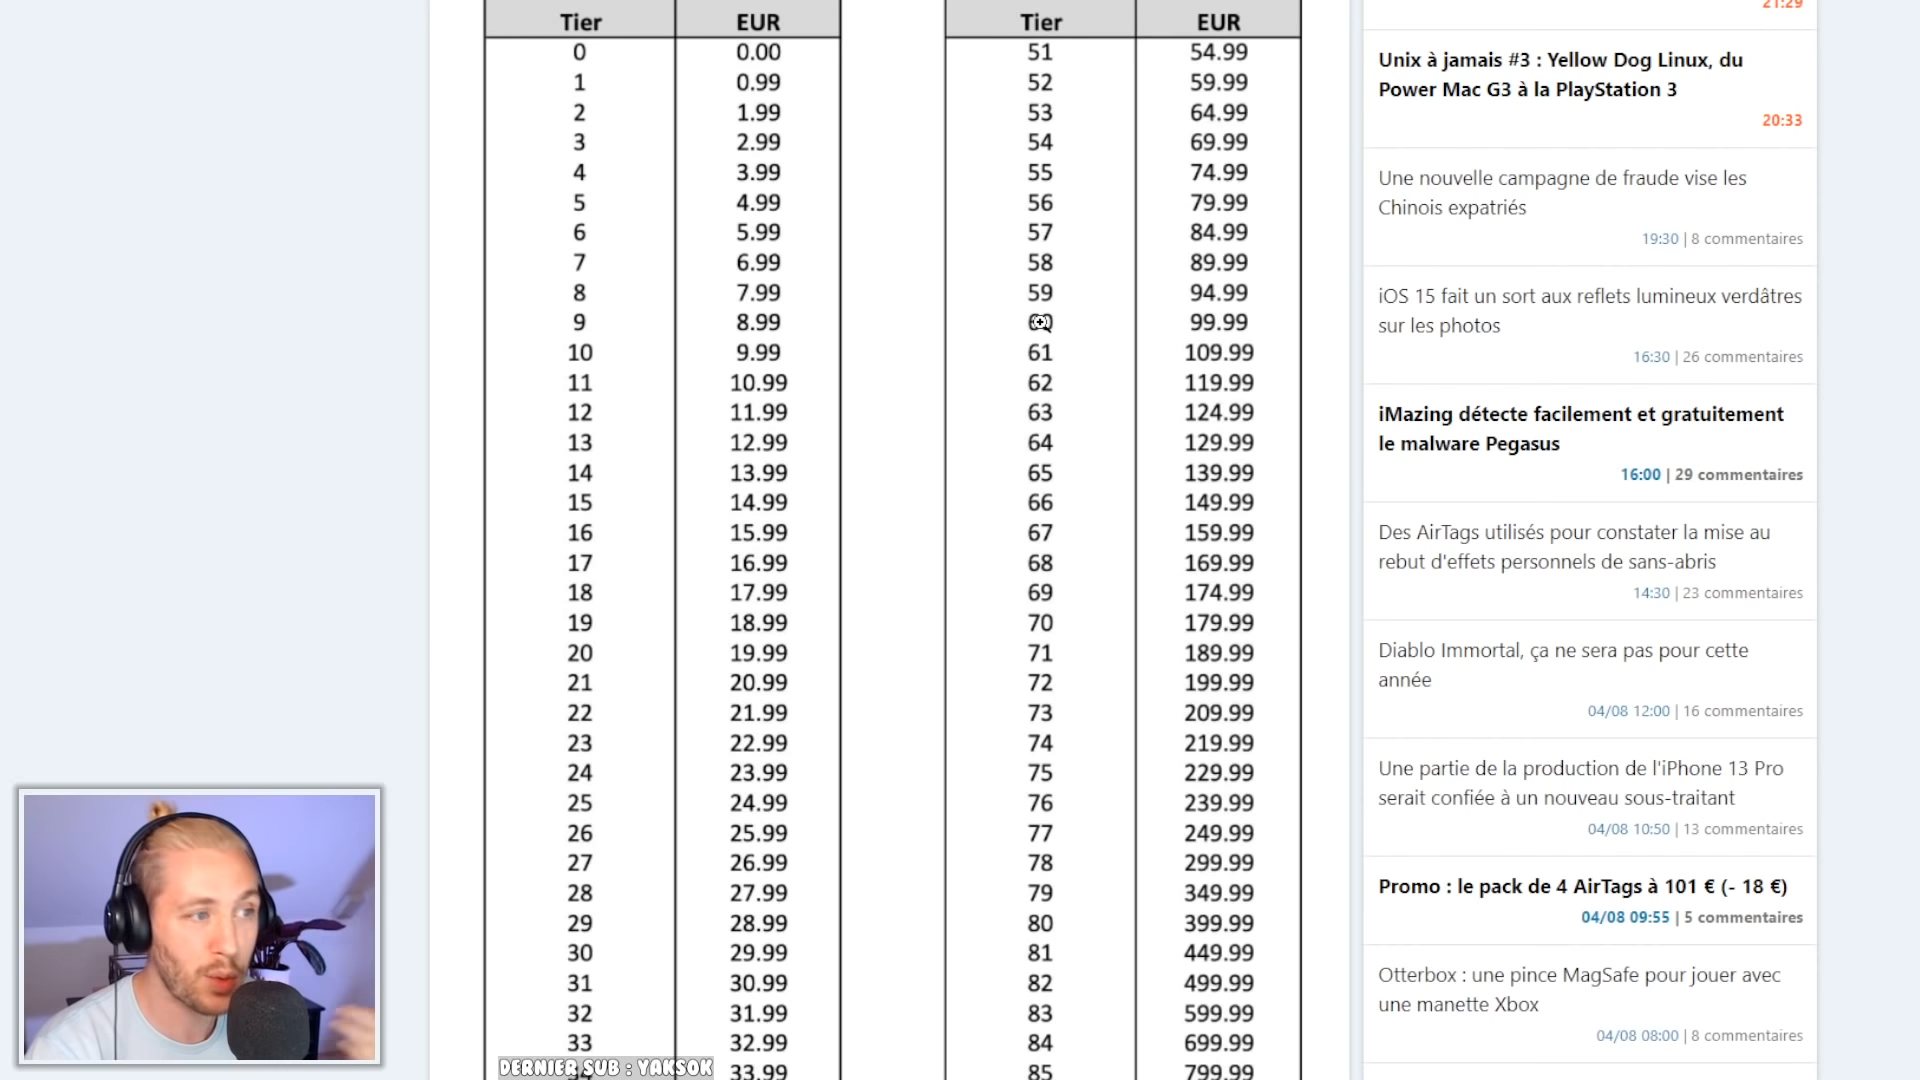 Tier EUR
0 0.00
1 0.99
2 1.99
3 2.99
4 3.99
5 4.99
6 5.99
7 6.99
8 7.99
9 8.99
10 9.99
11 10.99
12 11.99
13 12.99
14 13.99
15 14.99
16 15.99
17 16.99
18 17.99
19 18.99
20 19.99
21 20.99
22 21.99
23 22.99
24 23.99
25 24.99
26 25.99
27 26.99
28 27.99
29 28.99
30 29.99
31 30.99
32 31.99
33 32.99
33.99
Tier EUR
51 54.99
52 59.99
53 64.99
54 69.99
55 74.99
56 79.99
57 84.99
58 89.99
59 94.99
99.99
61 109.99
62 119.99
63 124.99
64 129.99
65 139.99
66 149.99
67 159.99
68 169.99
69 174.99
70 179.99
71 189.99
72 199.99
73 209.99
74 219.99
75 229.99
76 239.99
77 249.99
78 299.99
79 349.99
80 399.99
81 449.99
82 499.99
83 599.99
84 699.99
85 799.99
21:29
Unix à jamais #3 : Yellow Dog Linux, du
Power Mac G3 à la PlayStation 3
20:33
Une nouvelle campagne de fraude vise les
Chinois expatriés
19:30 | 8 commentaires
iOS 15 fait un sort aux reflets lumineux verdâtres
sur les photos
16:30 | 26 commentaires
iMazing détecte facilement et gratuitement
le malware Pegasus
16:00 | 29 commentaires
Des AirTags utilisés pour constater la mise au
rebut d'effets personnels de sans-abris
14:30 | 23 commentaires
Diablo Immortal, ça ne sera pas pour cette
année
04/08 12:00 | 16 commentaires
Une partie de la production de l'iPhone 13 Pro
serait confiée à un nouveau sous-traitant
04/08 10:50 | 13 commentaires
Promo : le pack de 4 AirTags à 101 € (- 18 €)
04/08 09:55 | 5 commentaires
Otterbox : une pince MagSafe pour jouer avec
une manette Xbox
04/08 08:00 | 8 commentaires
DERNIER SUB : YAKSOK